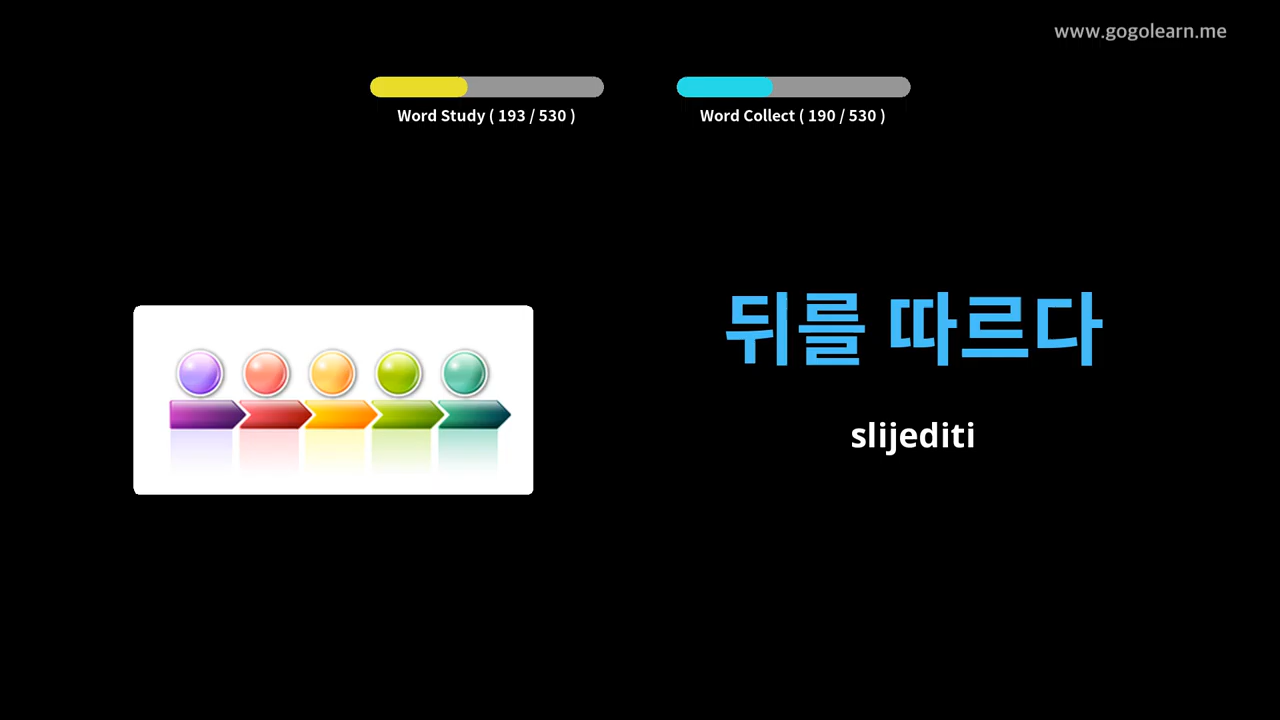 www.gogolearn.me
Word Study ( 193 / 530 )
Word Collect ( 190 / 530 )
뒤를 따르다
slijediti